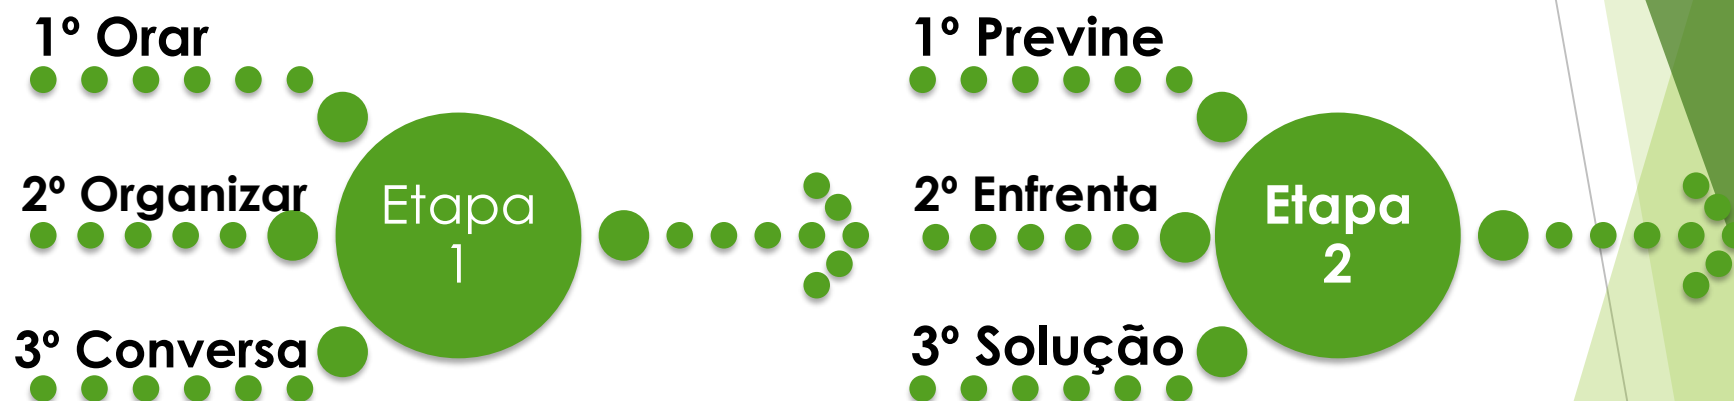 1º Orar
2º Organizar
3º Conversa
Etapa
1
1º Previne
2º Enfrenta
3º Solução
Etapa
2